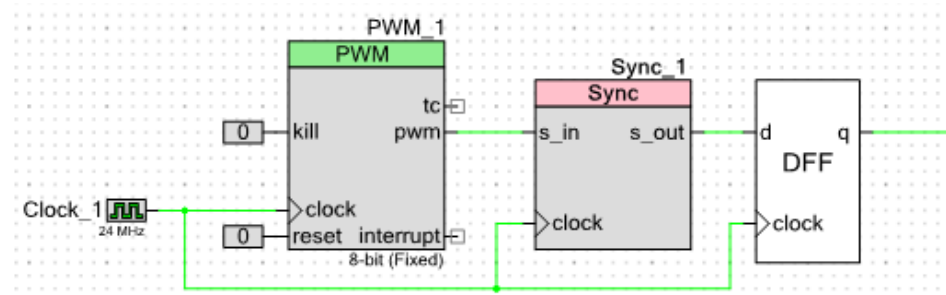 PWM_1
PWM
tc
0
kill
pwm
Clock_1
24 MHz
clock
0
reset
interrupt
8-bit (Fixed)
Sync_1
Sync
s_in
s_out
clock
d
q
DFF
clock